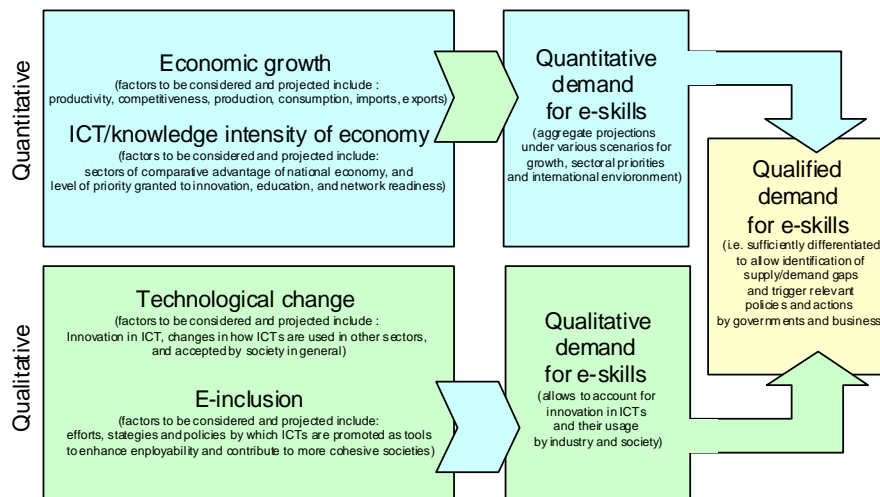 Quantitative
Economic growth
(factors to be considered and projected include :
productivity, competitiveness, production, consumption, imports, exports)
ICT/knowledge intensity of economy
(factors to be considered and projected include:
sectors of comparative advantage of national economy, and
level of priority granted to innovation, education, and network readiness)
Quantitative
demand
for e-skills
(aggregate projections
under various scenarios for
growth, sectoral priorities
and international envioronment)
Qualified
demand
for e-skills
(i.e. sufficiently differentiated
to allow identification of
supply/demand gaps
and trigger relevant
policies and actions
by governments and business
Qualitative
Technological change
(factors to be considered and projected include :
Innovation in ICT, changes in how ICTs are used in other sectors,
and accepted by society in general)
E-inclusion
(factors to be considered and projected include:
efforts, stategies and policies by which ICTs are promoted as tools
to enhance enployability and contribute to more cohesive societies)
Qualitative
demand
for e-skills
(allows to account for
innovation in ICTs
and their usage
by industry and society)